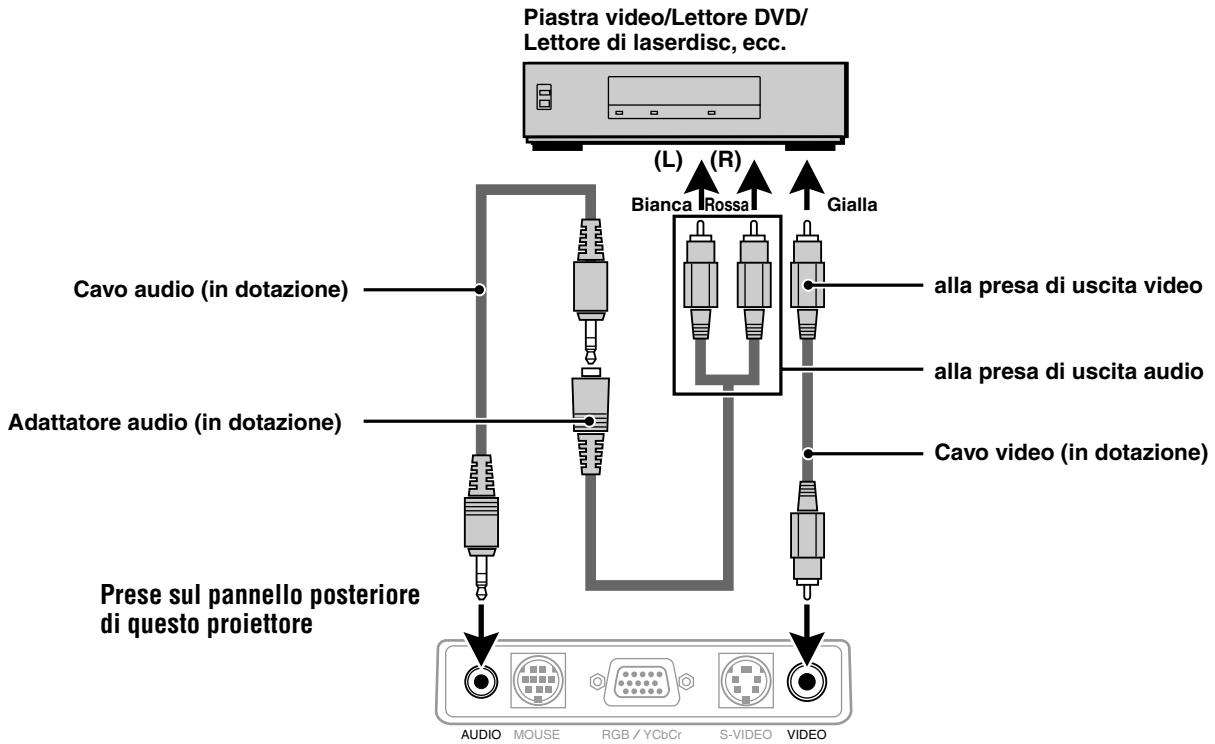 Piastra video/Lettore DVD/
Lettore di laserdisc, ecc.
(L) (R)
Bianca Rossa Gialla
Cavo audio (in dotazione)
alla presa di uscita video
alla presa di uscita audio
Adattatore audio (in dotazione)
Cavo video (in dotazione)
Prese sul pannello posteriore
di questo proiettore
AUDIO MOUSE RGB / YCbCr S-VIDEO VIDEO